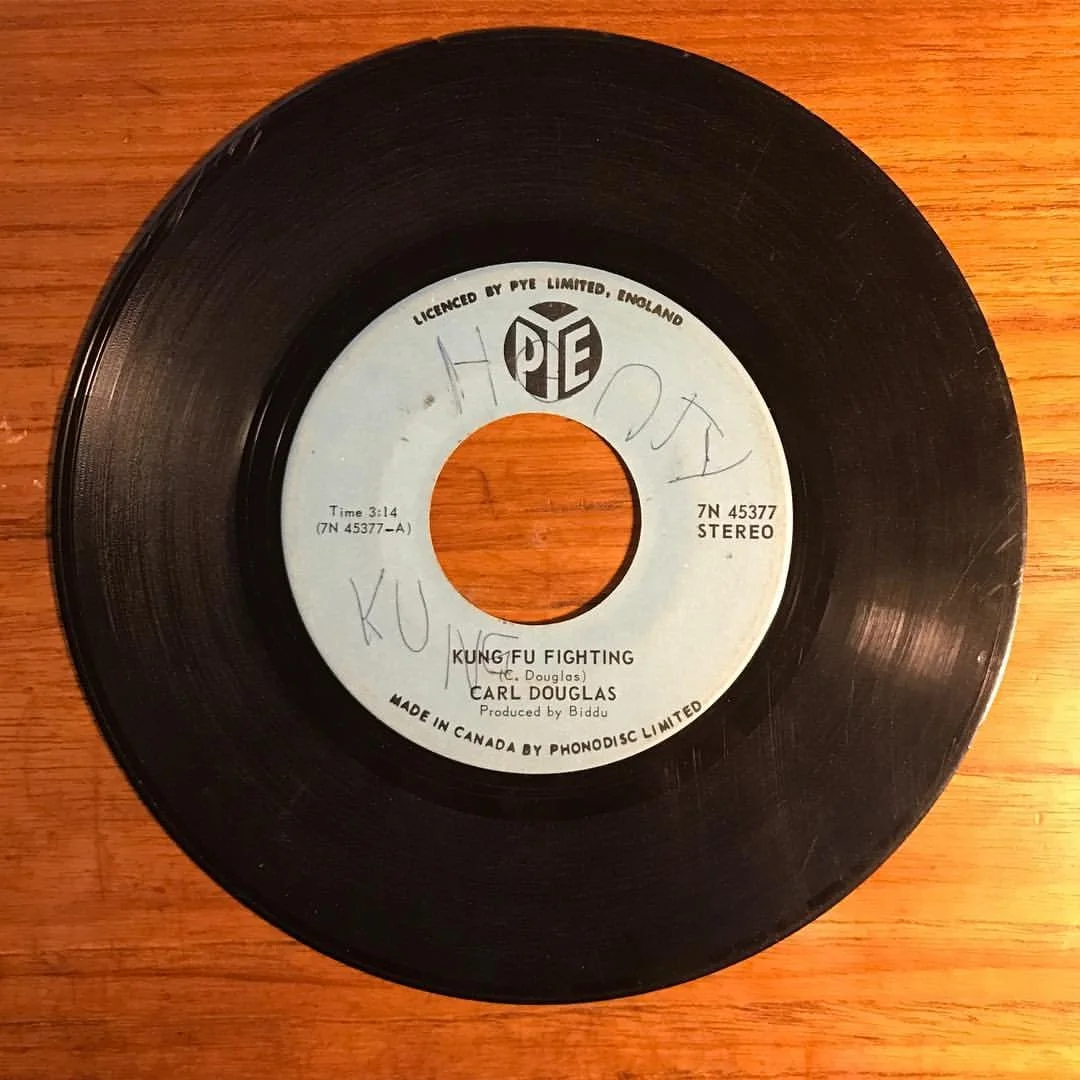 LICENCED BY PYE LIMITED, ENGLAND
PYE
Time 3:14
(7N 45377-A)
7N 45377
STEREO
KUNG
KUNG FU FIGHTING
(C. Douglas)
CARL DOUGLAS
Produced by Biddu
MADE IN CANADA BY PHONODISC LIMITED